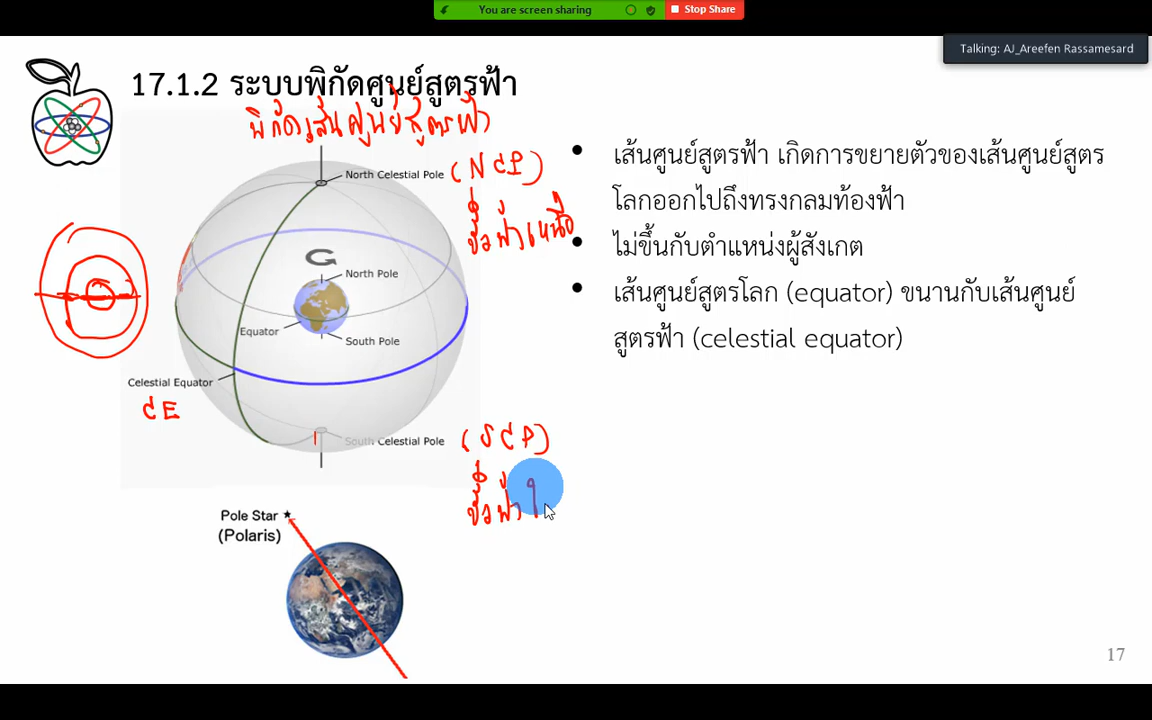 You are screen sharing
Stop Share
Talking: AJ_Areefen Rassamesard
17.1.2 ระบบพิกัดศูนย์สูตรฟ้า
พิกัดเส้นศูนย์สูตรฟ้า
North Celestial Pole
(NCP)
ขั้วฟ้าเหนือ
North Pole
Equator
South Pole
Celestial Equator
CE
South Celestial Pole
(SCP)
ขั้วฟ้าใ
Pole Star
(Polaris)
• เส้นศูนย์สูตรฟ้า เกิดการขยายตัวของเส้นศูนย์สูตร
โลกออกไปถึงทรงกลมท้องฟ้า
• ไม่ขึ้นกับตำแหน่งผู้สังเกต
• เส้นศูนย์สูตรโลก (equator) ขนานกับเส้นศูนย์
สูตรฟ้า (celestial equator)
17